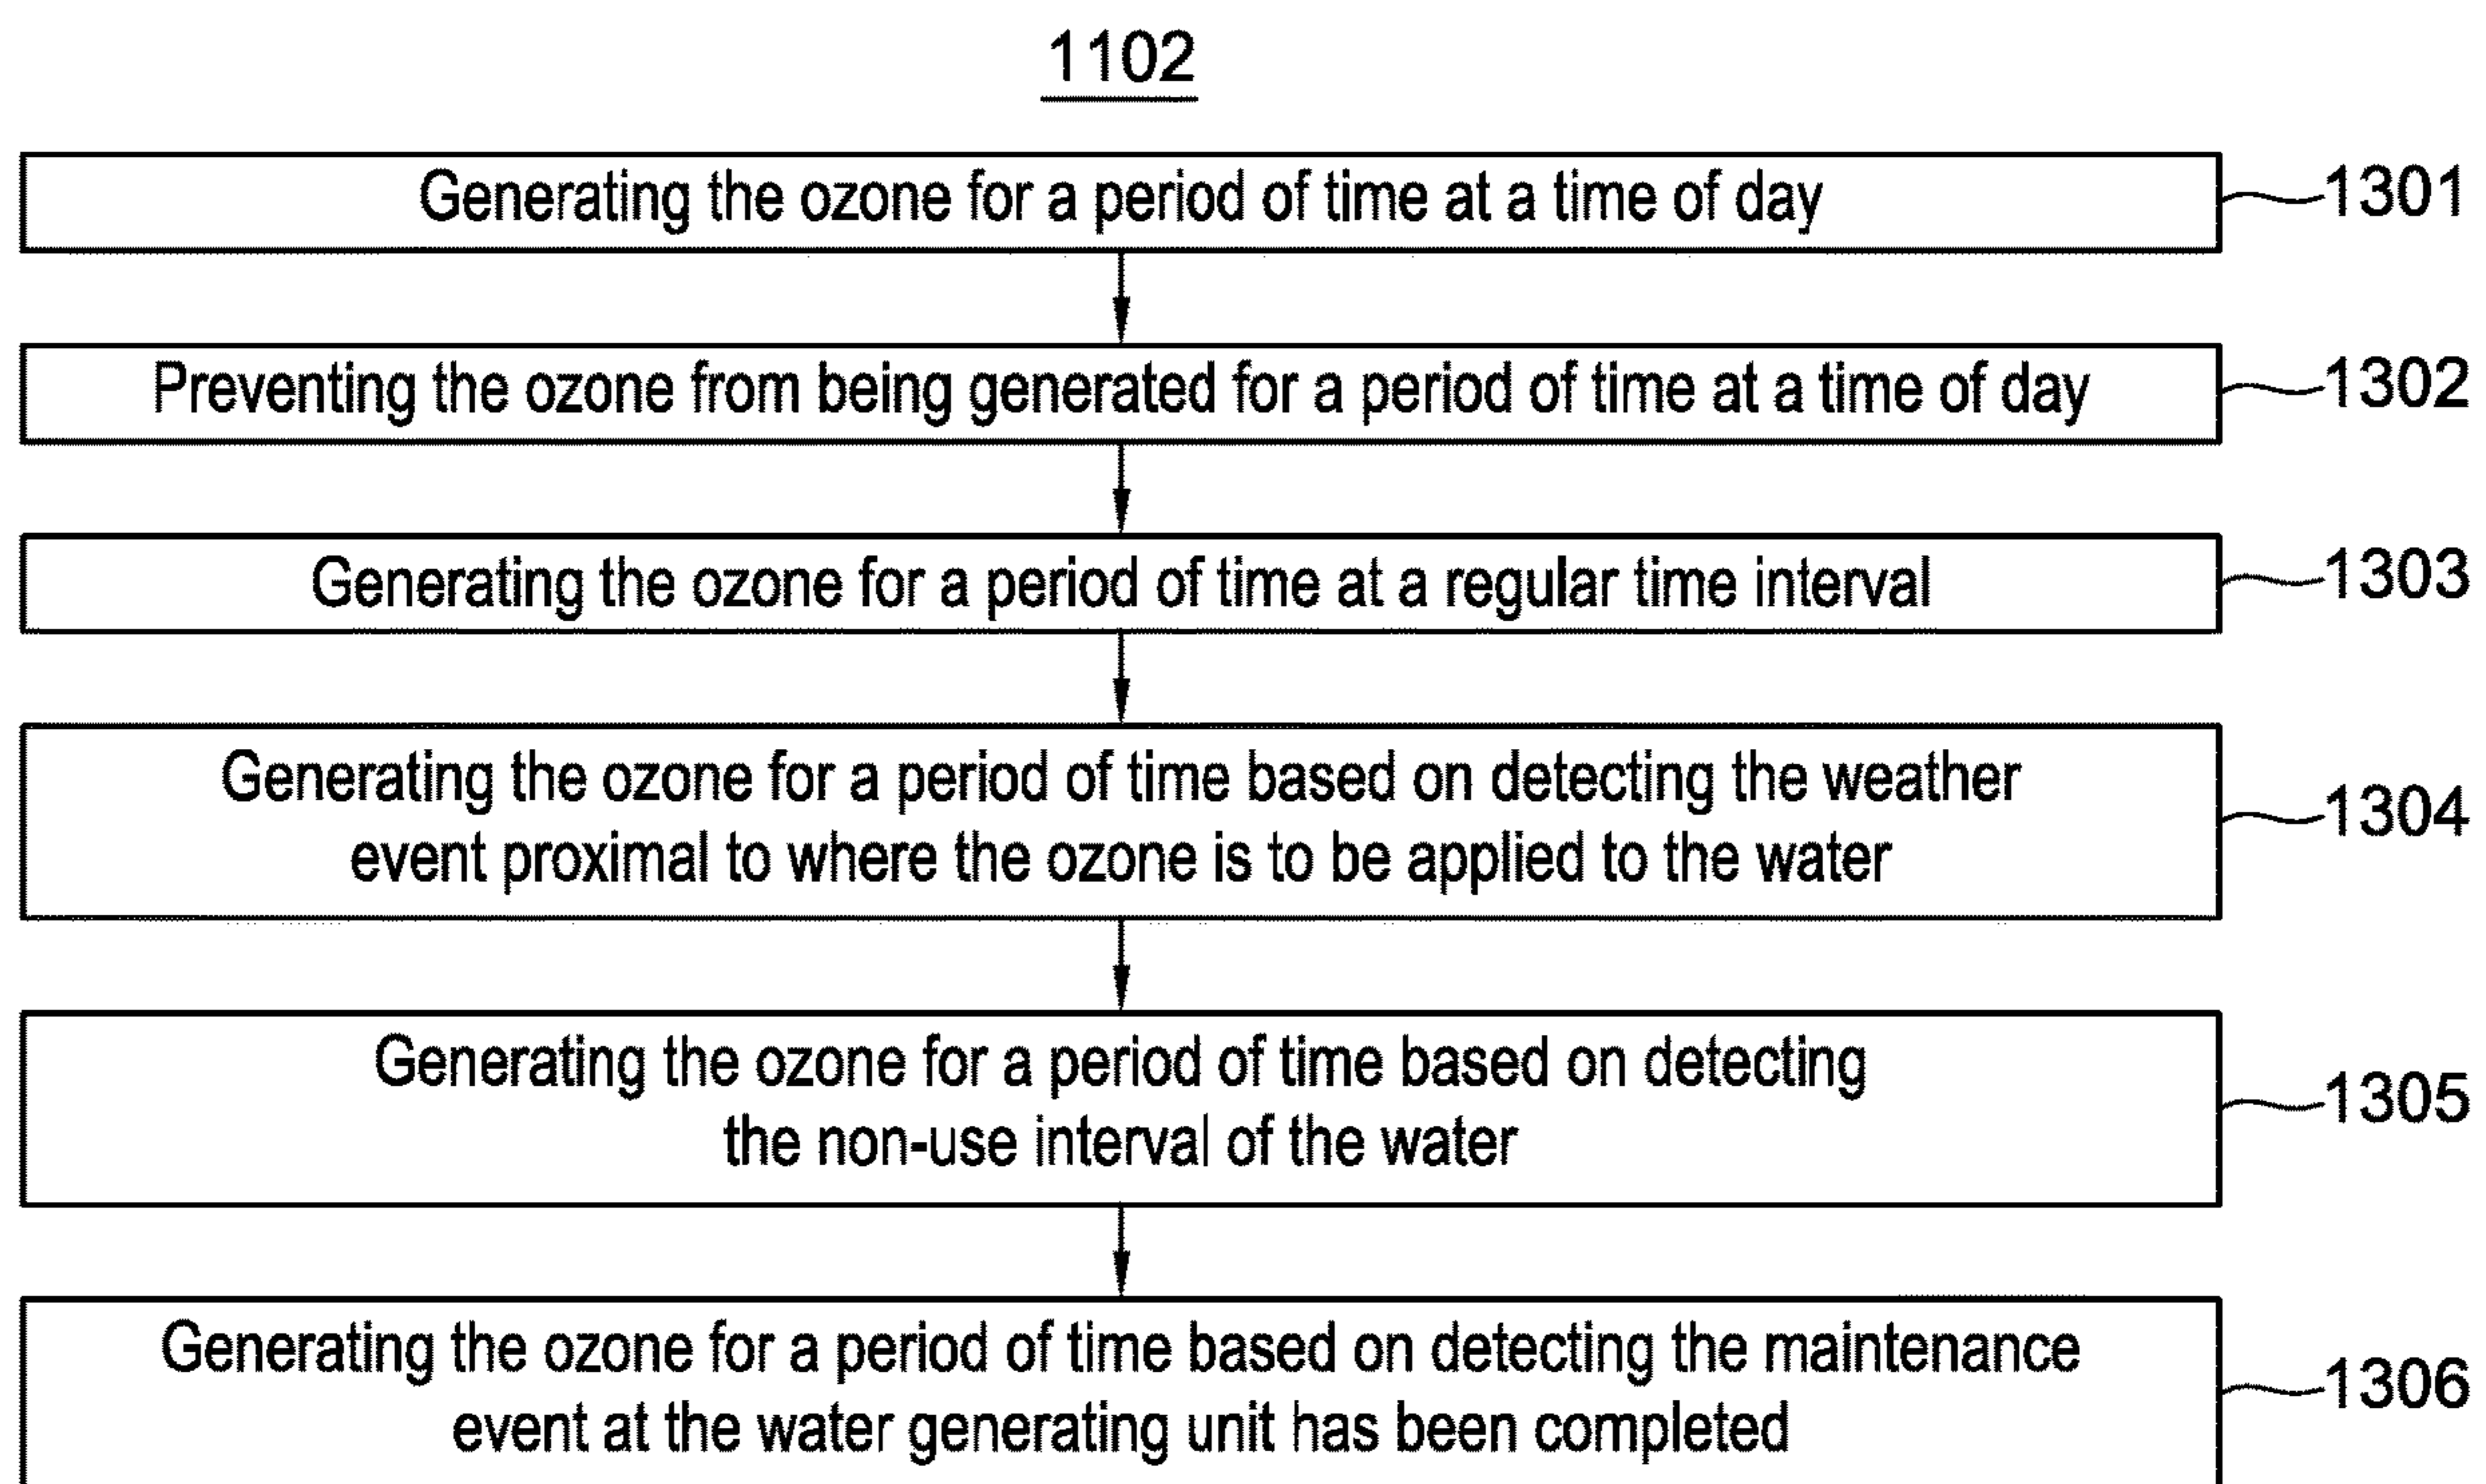 1102
Generating the ozone for a period of time at a time of day
1301
Preventing the ozone from being generated for a period of time at a time of day
1302
Generating the ozone for a period of time at a regular time interval
1303
Generating the ozone for a period of time based on detecting the weather
event proximal to where the ozone is to be applied to the water
1304
Generating the ozone for a period of time based on detecting
the non-use interval of the water
1305
Generating the ozone for a period of time based on detecting the maintenance
event at the water generating unit has been completed
1306